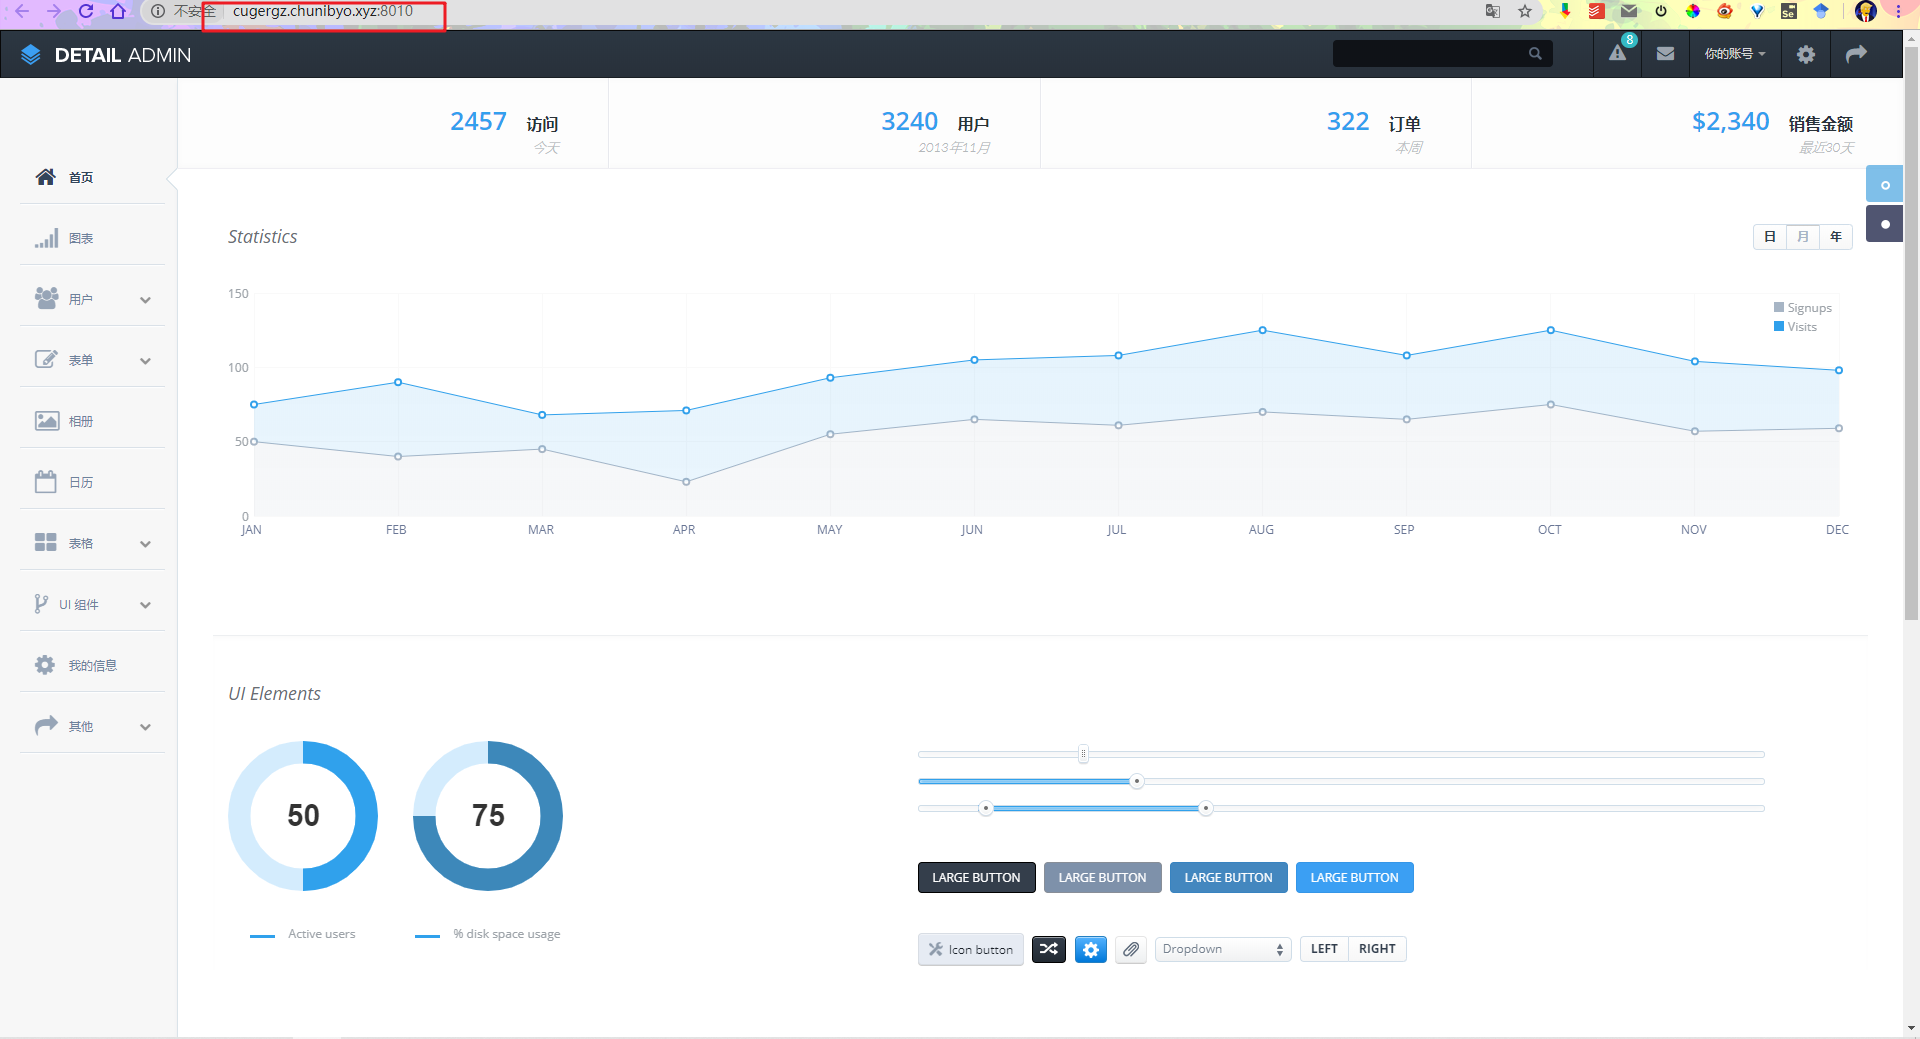 不安全 cugergz.chunibyo.xyz:8010
DETAIL ADMIN
8
你的账号
2457 访问
今天
3240 用户
2013年11月
322 订单
本周
$2,340 销售金额
最近30天
首页
图表
用户
表单
相册
日历
表格
UI 组件
我的信息
其他
Statistics
日 月 年
Signups
Visits
150
100
50
0
JAN FEB MAR APR MAY JUN JUL AUG SEP OCT NOV DEC
UI Elements
50
75
Active users
% disk space usage
LARGE BUTTON LARGE BUTTON LARGE BUTTON LARGE BUTTON
Icon button
Dropdown
LEFT RIGHT